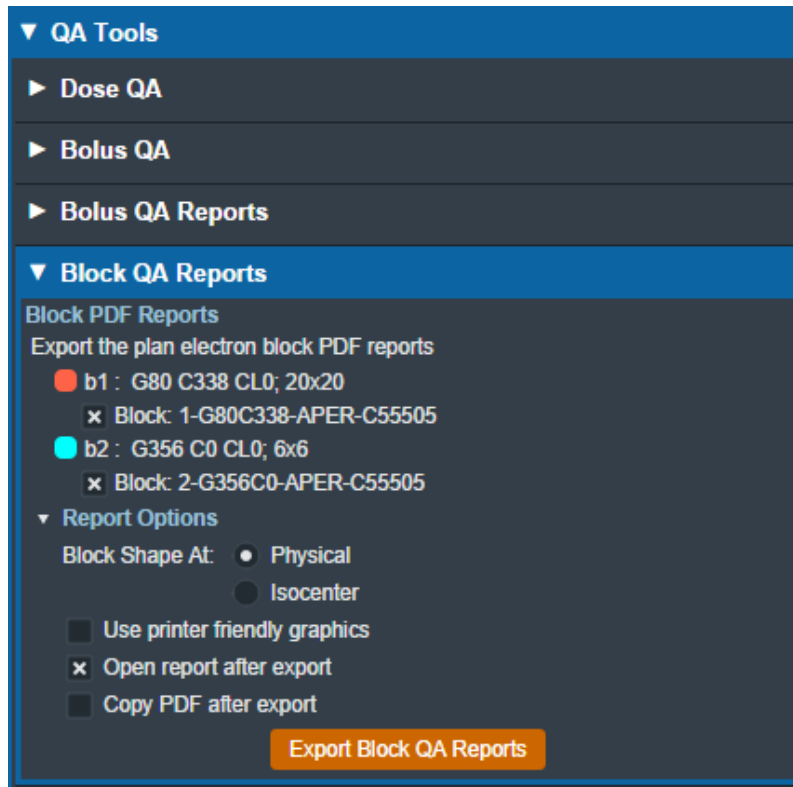 QA Tools
Dose QA
Bolus QA
Bolus QA Reports
Block QA Reports
Block PDF Reports
Export the plan electron block PDF reports
b1 : G80 C338 CL0; 20x20
Block: 1-G80C338-APER-C55505
b2 : G356 C0 CL0; 6x6
Block: 2-G356C0-APER-C55505
Report Options
Block Shape At: Physical
Isocenter
Use printer friendly graphics
Open report after export
Copy PDF after export
Export Block QA Reports